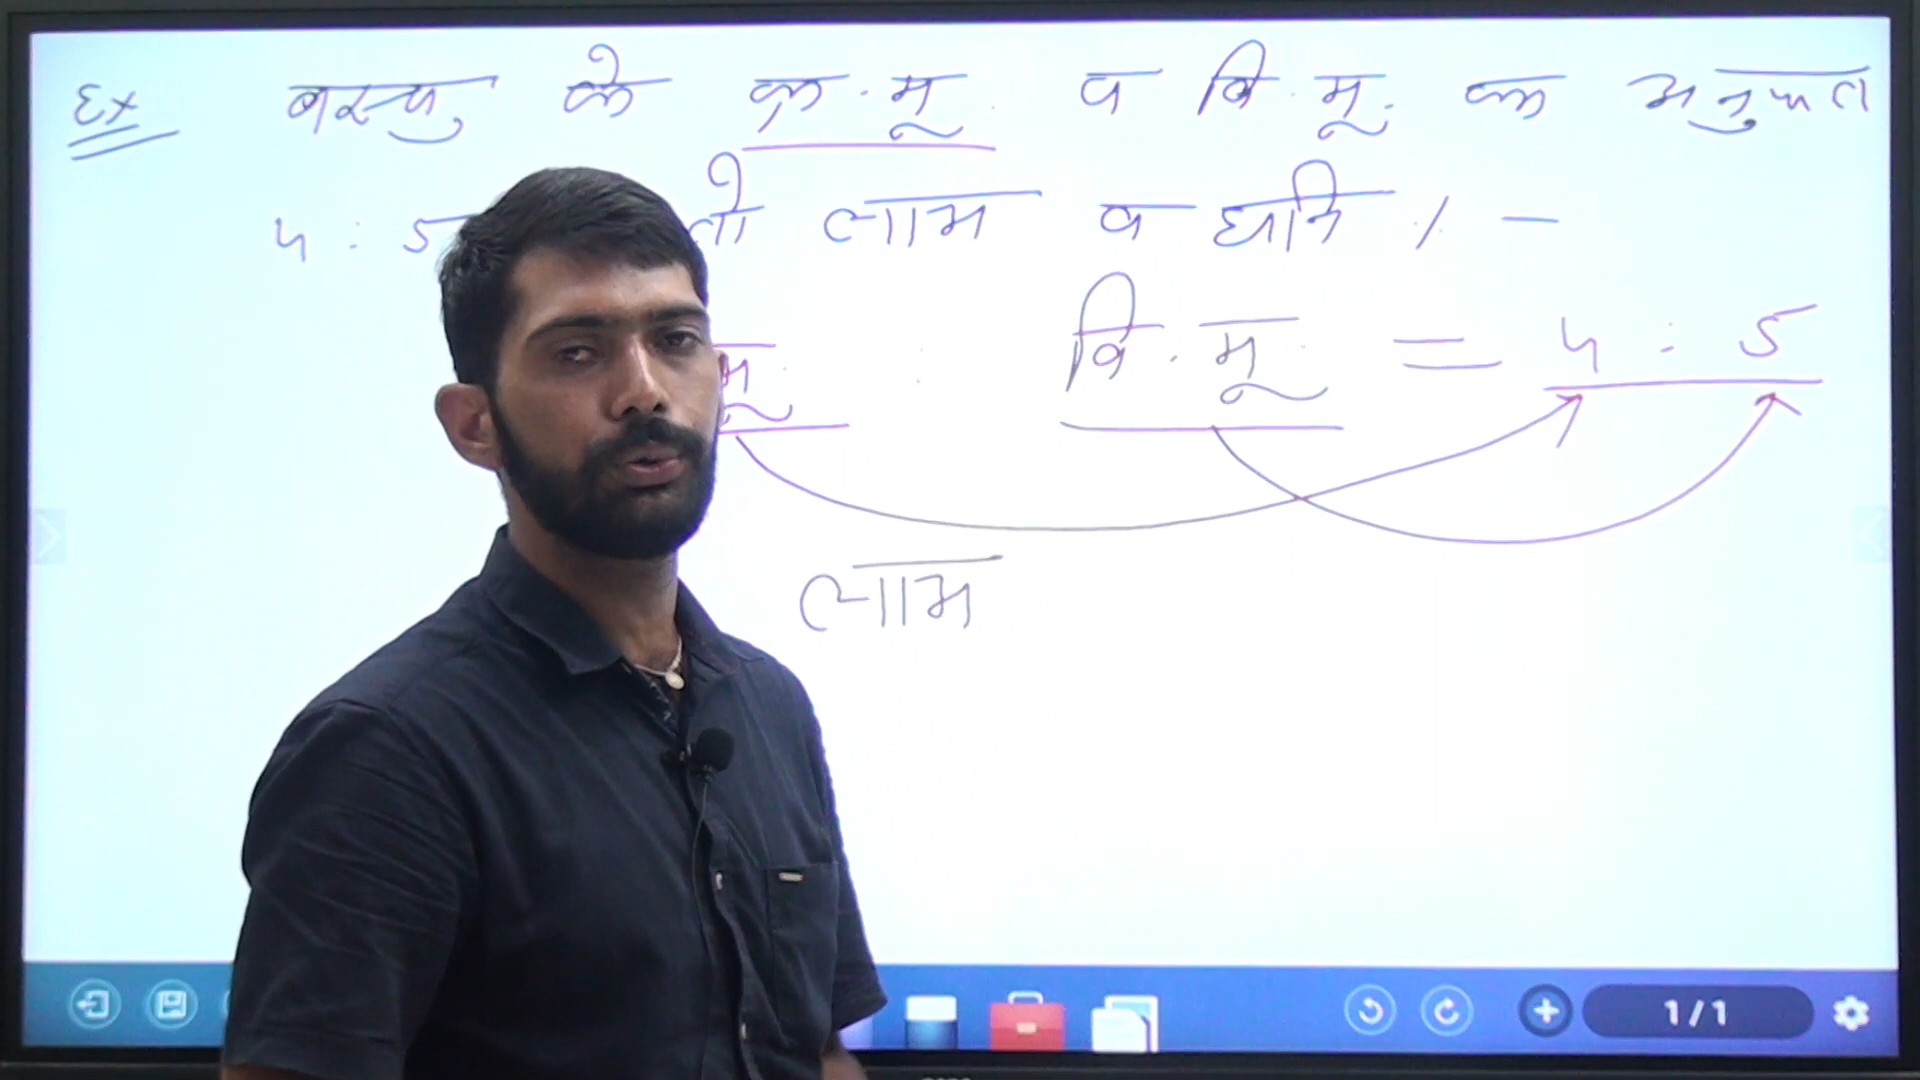 Ex वस्तु के क्र.मू. व वि.मू. का अनुपात
4 : 5 तो लाभ व हानि % -
मू. : वि.मू. = 4 : 5
लाभ
1/1